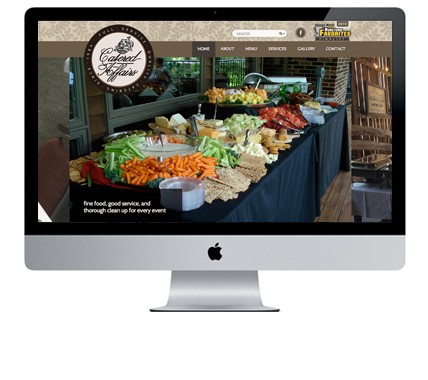 SEARCH
f
FAVORITES
HOME ABOUT MENU SERVICES GALLERY CONTACT
Catered
Affairs
fine food, good service, and
thorough clean up for every event